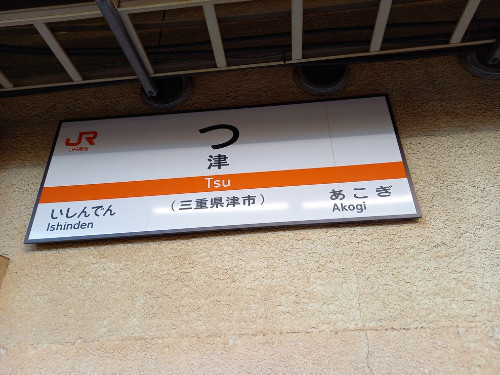 JR
JR東海
つ
津
Tsu
いしんでん
Ishinden
(三重県津市)
あこぎ
Akogi